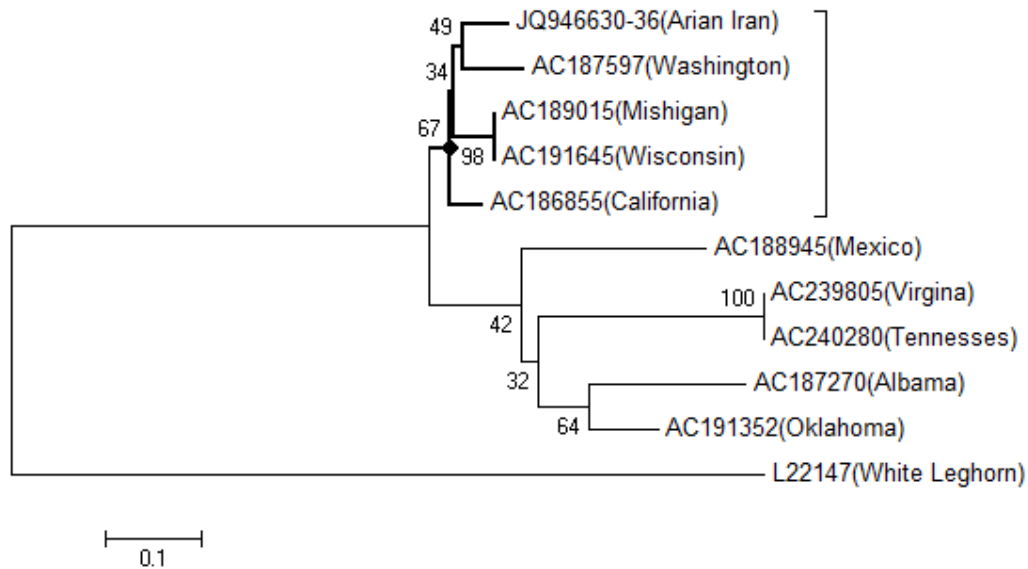 49
JQ946630-36(Arian Iran)
34
AC187597(Washington)
67
AC189015(Mishigan)
98
AC191645(Wisconsin)
AC186855(California)
AC188945(Mexico)
42
100
AC239805(Virgina)
AC240280(Tennesses)
32
AC187270(Albama)
64
AC191352(Oklahoma)
L22147(White Leghorn)
0.1